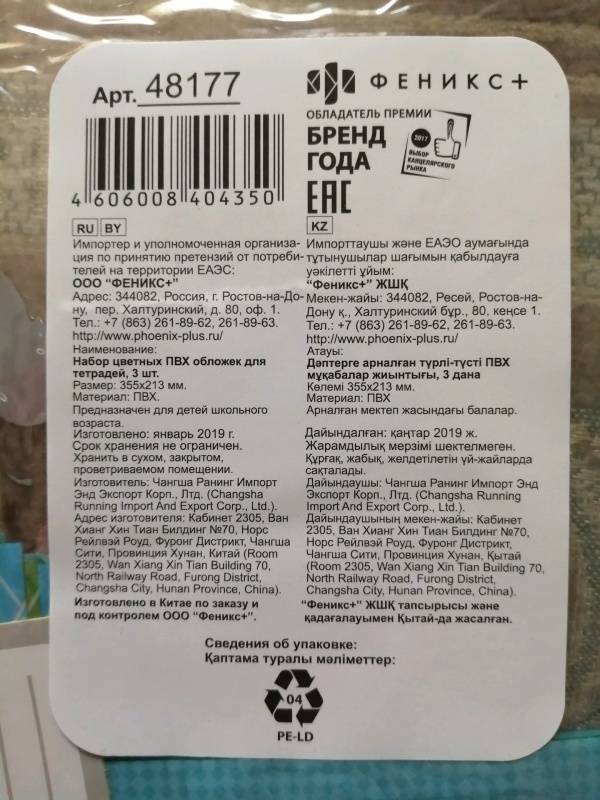 Арт. 48177
4 606008 404350
ФЕНИКС+
ОБЛАДАТЕЛЬ ПРЕМИИ
БРЕНД
ГОДА
2017
ВЫБОР
КАНЦЕЛЯРСКОГО
РЫНКА
EAC
RU BY
Импортер и уполномоченная организа-
ция по принятию претензий от потреби-
телей на территории ЕАЭС:
ООО "ФЕНИКС+"
Адрес: 344082, Россия, г. Ростов-на-До-
ну, пер. Халтуринский, д. 80, оф. 1.
Тел.: +7 (863) 261-89-62, 261-89-63.
http://www.phoenix-plus.ru/
Наименование:
Набор цветных ПВХ обложек для
тетрадей, 3 шт.
Размер: 355х213 мм.
Материал: ПВХ.
Предназначен для детей школьного
возраста.
Изготовлено: январь 2019 г.
Срок хранения не ограничен.
Хранить в сухом, закрытом,
проветриваемом помещении.
Изготовитель: Чангша Ранинг Импорт
Энд Экспорт Корп., Лтд. (Changsha
Running Import And Export Corp., Ltd.).
Адрес изготовителя: Кабинет 2305, Ван
Хианг Хин Тиан Билдинг №70, Норс
Рейлвэй Роуд, Фуронг Дистрикт, Чангша
Сити, Провинция Хунан, Китай (Room
2305, Wan Xiang Xin Tian Building 70,
North Railway Road, Furong District,
Changsha City, Hunan Province, China).
Изготовлено в Китае по заказу и
под контролем ООО "Феникс+".
KZ
Импорттаушы және ЕАЭО аумағында
тұтынушылар шағымын қабылдауға
уәкілетті ұйым:
"Феникс+" ЖШҚ
Мекен-жайы: 344082, Ресей, Ростов-на-
Дону қ., Халтуринский бұр., 80, кеңсе 1.
Тел.: +7 (863) 261-89-62, 261-89-63.
http://www.phoenix-plus.ru/
Атауы:
Дәптерге арналған түрлі-түсті ПВХ
мұқабалар жиынтығы, 3 дана
Көлемі 355х213 мм.
Материал: ПВХ
Арналған мектеп жасындағы балалар.
Дайындалған: қаңтар 2019 ж.
Жарамдылық мерзімі шектелмеген.
Құрғақ, жабық, желдетілетін үй-жайларда
сақталады.
Дайындаушы: Чангша Ранинг Импорт Энд
Экспорт Корп., Лтд. (Changsha Running
Import And Export Corp., Ltd.).
Дайындаушының мекен-жайы: Кабинет
2305, Ван Хианг Хин Тиан Билдинг №70,
Норс Рейлвэй Роуд, Фуронг Дистрикт,
Чангша Сити, Провинция Хунан, Қытай
(Room 2305, Wan Xiang Xin Tian Building
70, North Railway Road, Furong District,
Changsha City, Hunan Province, China).
"Феникс+" ЖШҚ тапсырысы және
қадағалауымен Қытай-да жасалған.
Сведения об упаковке:
Қаптама туралы мәліметтер:
04
PE-LD